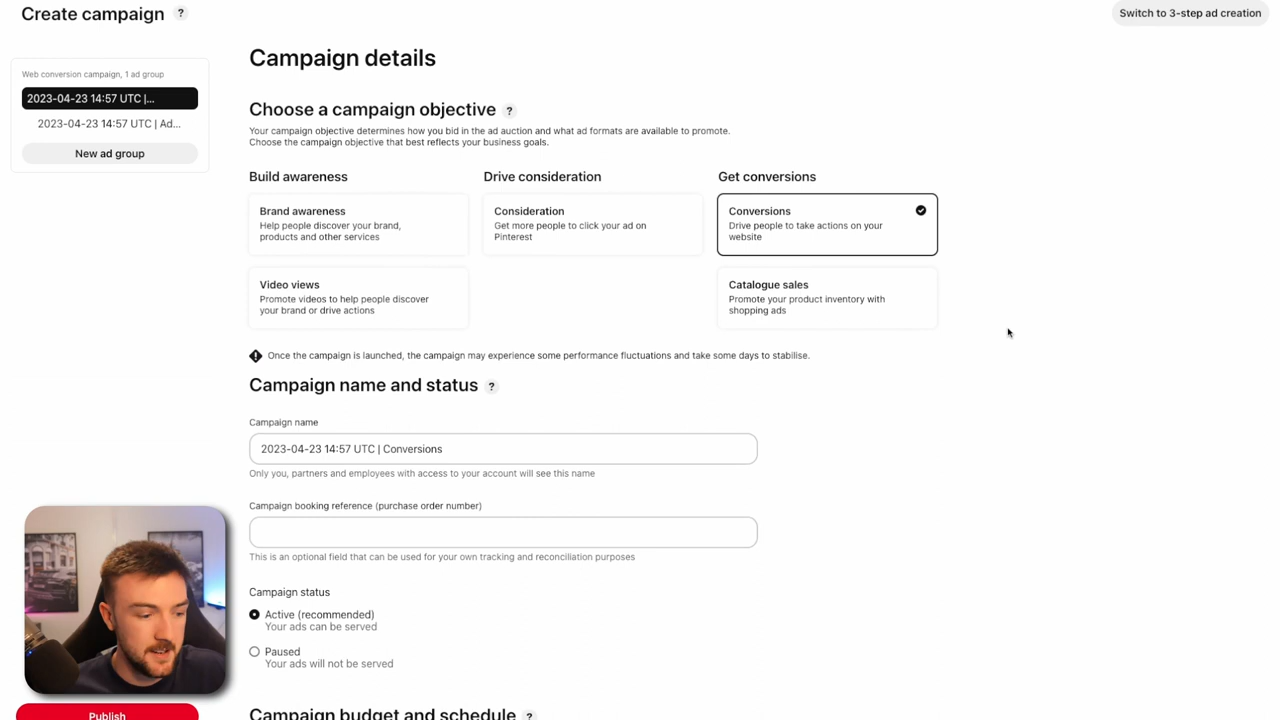 Create campaign ?
Switch to 3-step ad creation
Web conversion campaign, 1 ad group
2023-04-23 14:57 UTC |...
2023-04-23 14:57 UTC | Ad...
New ad group
Campaign details
Choose a campaign objective ?
Your campaign objective determines how you bid in the ad auction and what ad formats are available to promote.
Choose the campaign objective that best reflects your business goals.
Build awareness
Drive consideration
Get conversions
Brand awareness
Help people discover your brand,
products and other services
Consideration
Get more people to click your ad on
Pinterest
Conversions
Drive people to take actions on your
website
Video views
Promote videos to help people discover
your brand or drive actions
Catalogue sales
Promote your product inventory with
shopping ads
Once the campaign is launched, the campaign may experience some performance fluctuations and take some days to stabilise.
Campaign name and status ?
Campaign name
2023-04-23 14:57 UTC | Conversions
Only you, partners and employees with access to your account will see this name
Campaign booking reference (purchase order number)
This is an optional field that can be used for your own tracking and reconciliation purposes
Campaign status
Active (recommended)
Your ads can be served
Paused
Your ads will not be served
Campaign budget and schedule ?
Publish